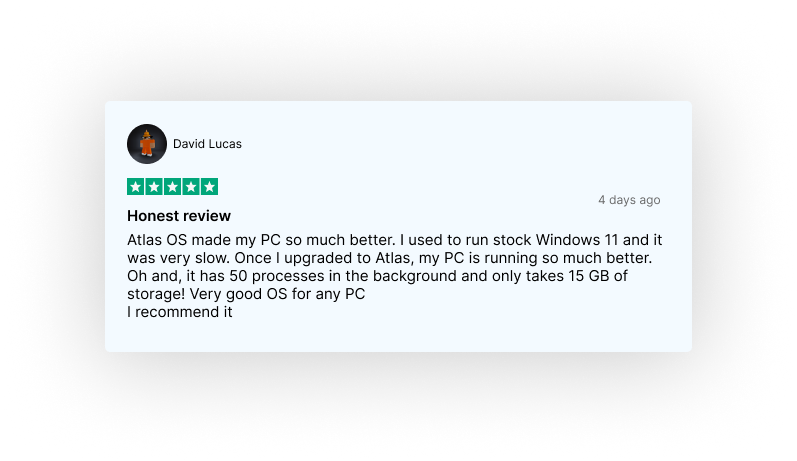 David Lucas
4 days ago
Honest review
Atlas OS made my PC so much better. I used to run stock Windows 11 and it
was very slow. Once I upgraded to Atlas, my PC is running so much better.
Oh and, it has 50 processes in the background and only takes 15 GB of
storage! Very good OS for any PC
I recommend it